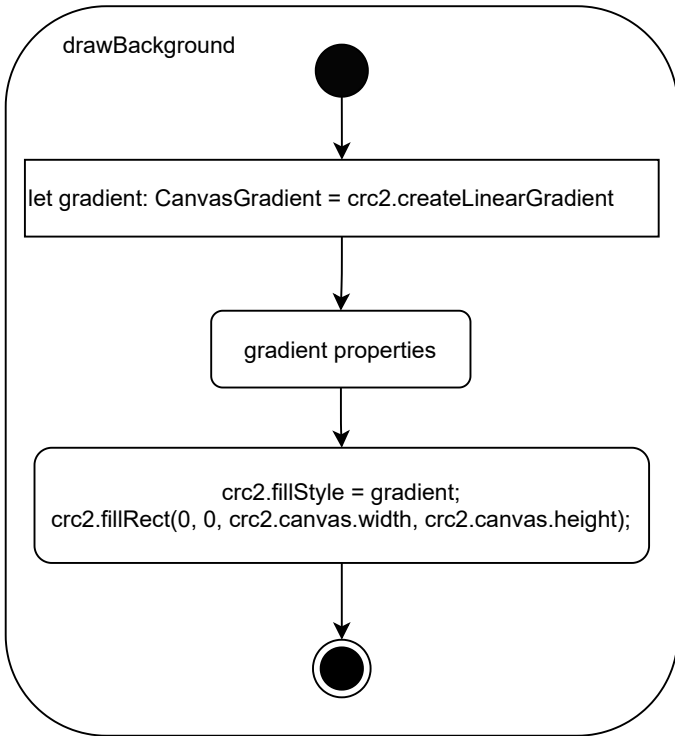 drawBackground
let gradient: CanvasGradient = crc2.createLinearGradient
gradient properties
crc2.fillStyle = gradient;
crc2.fillRect(0, 0, crc2.canvas.width, crc2.canvas.height);